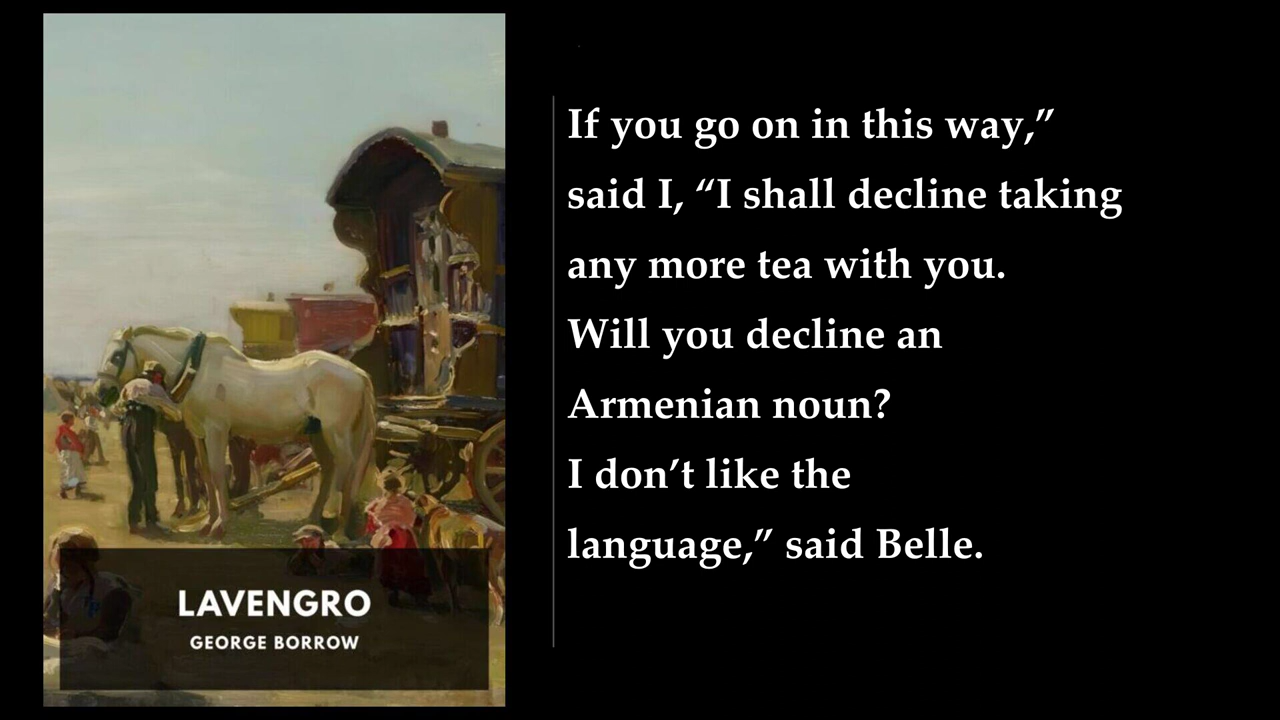 LAVENGRO
GEORGE BORROW
If you go on in this way,”
said I, “I shall decline taking
any more tea with you.
Will you decline an
Armenian noun?
I don’t like the
language,” said Belle.